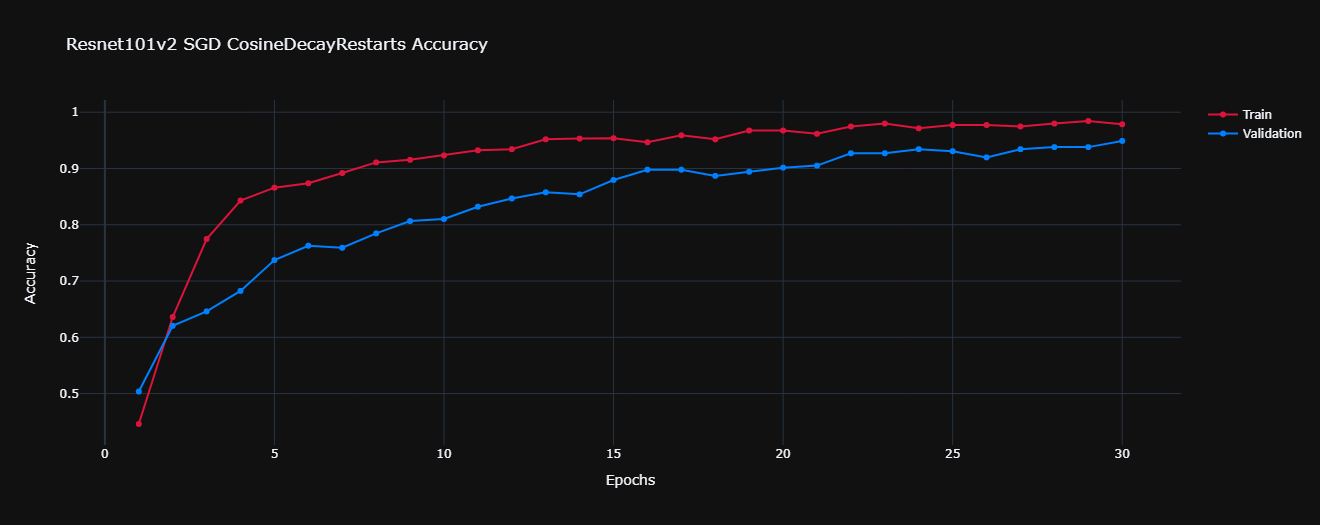 Resnet101v2 SGD CosineDecayRestarts Accuracy
Train
Validation
1
0.9
0.8
0.7
0.6
0.5
Accuracy
0 5 10 15 20 25 30
Epochs